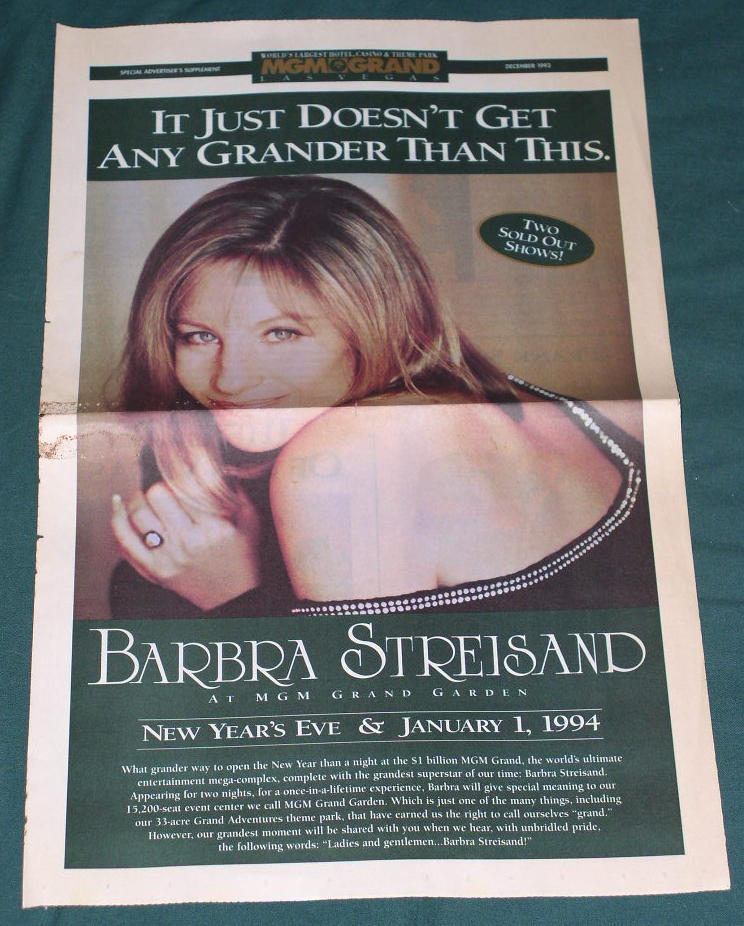 SPECIAL ADVERTISER'S SUPPLEMENT
WORLD'S LARGEST HOTEL, CASINO & THEME PARK
MGM GRAND
LAS VEGAS
DECEMBER 1993
IT JUST DOESN'T GET
ANY GRANDER THAN THIS.
TWO
SOLD OUT
SHOWS!
BARBRA STREISAND
AT MGM GRAND GARDEN
NEW YEAR'S EVE & JANUARY 1, 1994
What grander way to open the New Year than a night at the $1 billion MGM Grand, the world's ultimate
entertainment mega-complex, complete with the grandest superstar of our time: Barbra Streisand.
Appearing for two nights, for a once-in-a-lifetime experience, Barbra will give special meaning to our
15,200-seat event center we call MGM Grand Garden. Which is just one of the many things, including
our 33-acre Grand Adventures theme park, that have earned us the right to call ourselves "grand."
However, our grandest moment will be shared with you when we hear, with unbridled pride,
the following words: "Ladies and gentlemen...Barbra Streisand!"